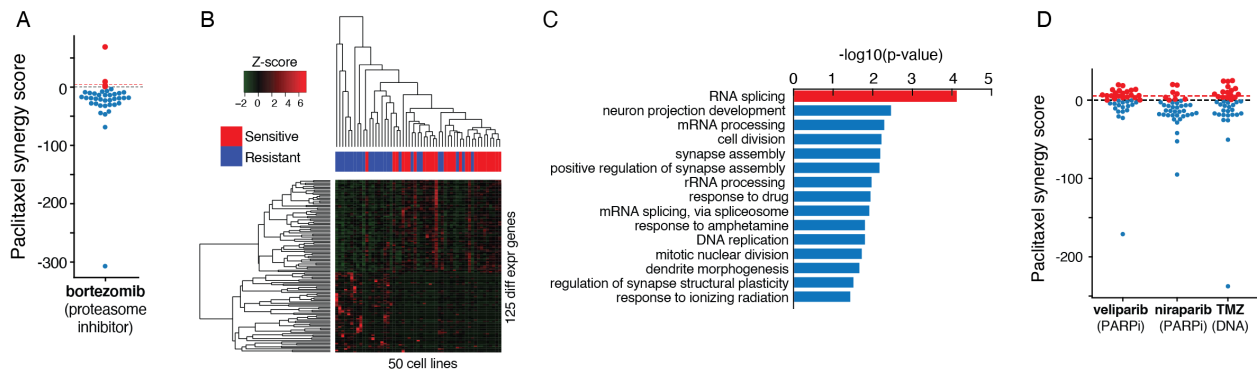 A
Paclitaxel synergy score
0
-100
-200
-300
bortezomib
(proteasome
inhibitor)
B
Z-score
−2 0 2 4 6
Sensitive
Resistant
125 diff expr genes
50 cell lines
C
-log10(p-value)
0 1 2 3 4 5
RNA splicing
neuron projection development
mRNA processing
cell division
synapse assembly
positive regulation of synapse assembly
rRNA processing
response to drug
mRNA splicing, via spliceosome
response to amphetamine
DNA replication
mitotic nuclear division
dendrite morphogenesis
regulation of synapse structural plasticity
response to ionizing radiation
D
Paclitaxel synergy score
0
-100
-200
veliparib niraparib TMZ
(PARPi) (PARPi) (DNA)